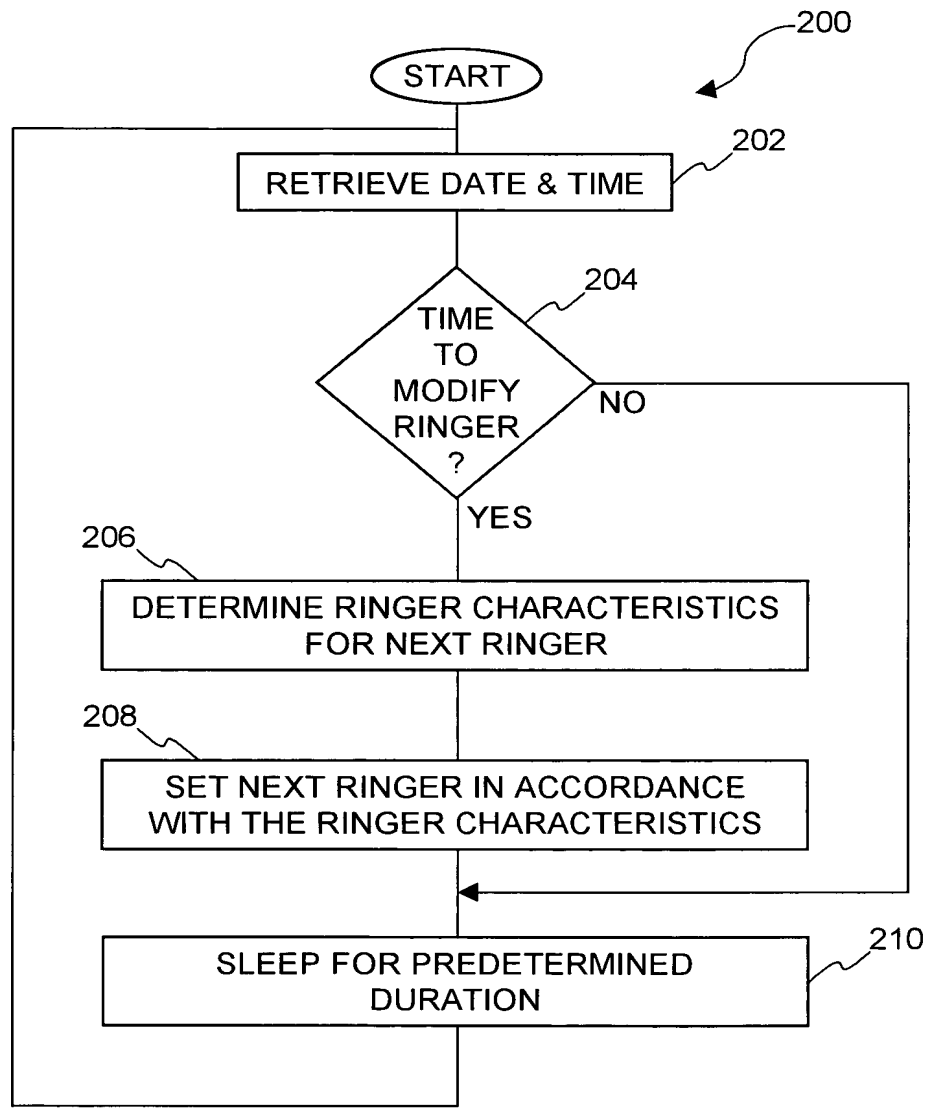 200
START
202
RETRIEVE DATE & TIME
204
TIME
TO
MODIFY
RINGER
?
NO
YES
206
DETERMINE RINGER CHARACTERISTICS
FOR NEXT RINGER
208
SET NEXT RINGER IN ACCORDANCE
WITH THE RINGER CHARACTERISTICS
210
SLEEP FOR PREDETERMINED
DURATION